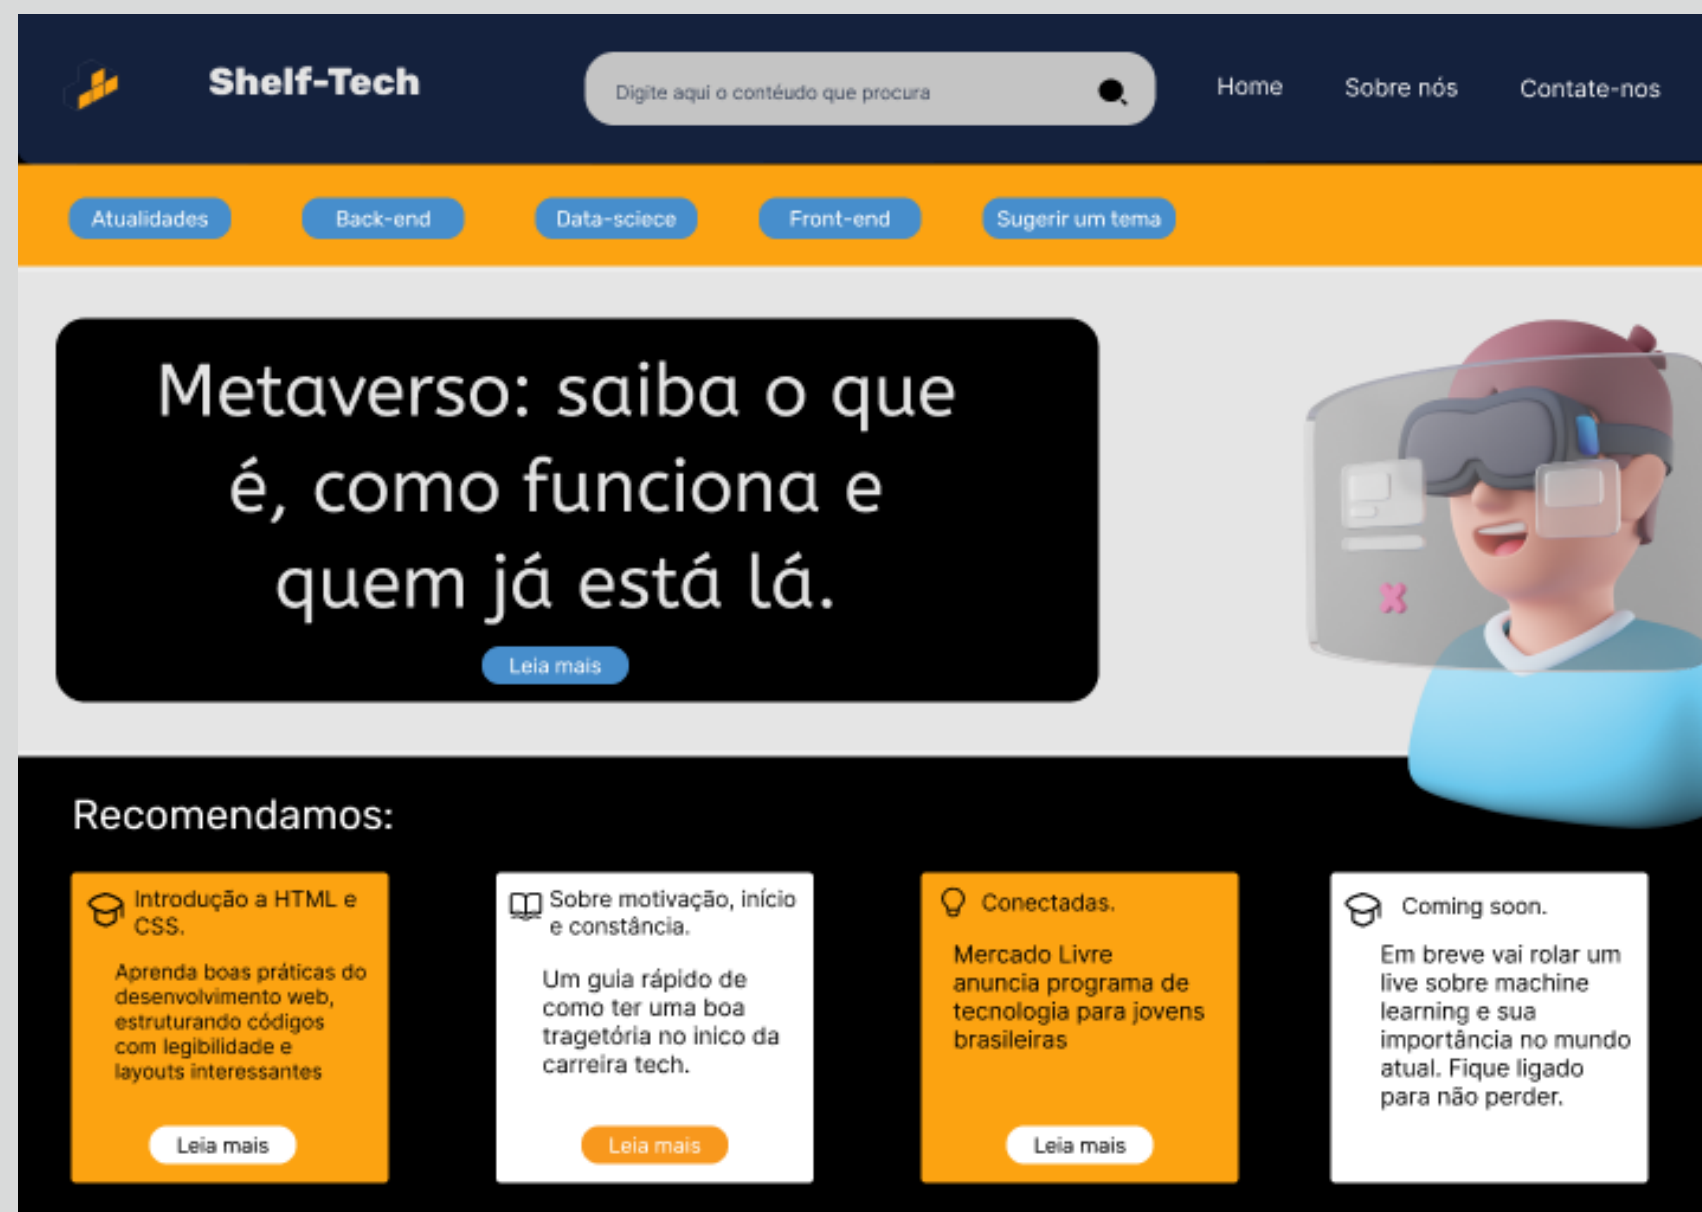 Shelf-Tech
Digite aqui o contéudo que procura
Home
Sobre nós
Contate-nos
Atualidades
Back-end
Data-sciece
Front-end
Sugerir um tema
Metaverso: saiba o que
é, como funciona e
quem já está lá.
Leia mais
Recomendamos:
Introdução a HTML e
CSS.
Aprenda boas práticas do
desenvolvimento web,
estruturando códigos
com legibilidade e
layouts interessantes
Leia mais
Sobre motivação, início
e constância.
Um guia rápido de
como ter uma boa
tragetória no inico da
carreira tech.
Leia mais
Conectadas.
Mercado Livre
anuncia programa de
tecnologia para jovens
brasileiras
Leia mais
Coming soon.
Em breve vai rolar um
live sobre machine
learning e sua
importância no mundo
atual. Fique ligado
para não perder.